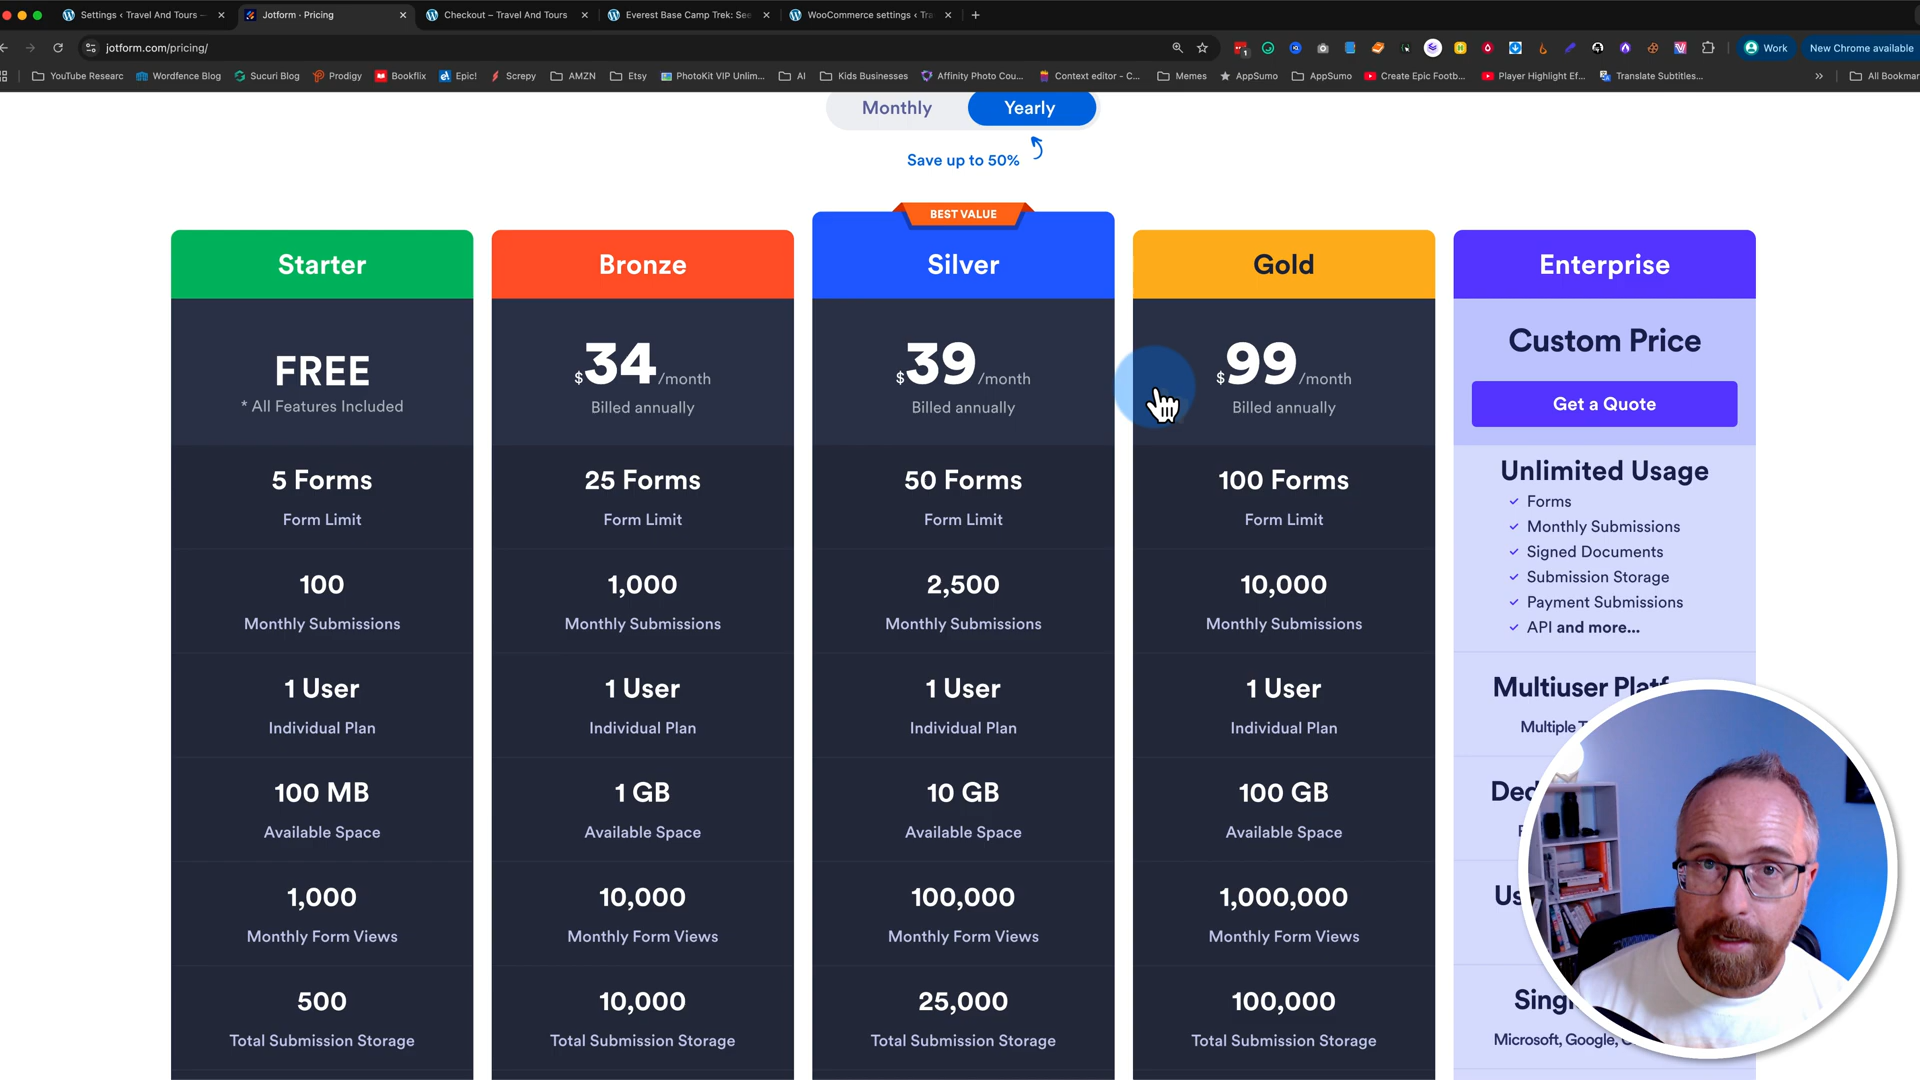 Settings ‹ Travel And Tours —
Jotform · Pricing
Checkout – Travel And Tours
Everest Base Camp Trek: See
WooCommerce settings ‹ Tra
jotform.com/pricing/
Work
New Chrome available
YouTube Researc
Wordfence Blog
Sucuri Blog
Prodigy
Bookflix
Epic!
Screpy
AMZN
Etsy
PhotoKit VIP Unlim...
AI
Kids Businesses
Affinity Photo Cou...
Context editor - C...
Memes
AppSumo
AppSumo
Create Epic Footb...
Player Highlight Ef...
Translate Subtitles...
All Bookmar
Monthly
Yearly
Save up to 50%
BEST VALUE
Starter
FREE
* All Features Included
5 Forms
Form Limit
100
Monthly Submissions
1 User
Individual Plan
100 MB
Available Space
1,000
Monthly Form Views
500
Total Submission Storage
Bronze
$34/month
Billed annually
25 Forms
Form Limit
1,000
Monthly Submissions
1 User
Individual Plan
1 GB
Available Space
10,000
Monthly Form Views
10,000
Total Submission Storage
Silver
$39/month
Billed annually
50 Forms
Form Limit
2,500
Monthly Submissions
1 User
Individual Plan
10 GB
Available Space
100,000
Monthly Form Views
25,000
Total Submission Storage
Gold
$99/month
Billed annually
100 Forms
Form Limit
10,000
Monthly Submissions
1 User
Individual Plan
100 GB
Available Space
1,000,000
Monthly Form Views
100,000
Total Submission Storage
Enterprise
Custom Price
Get a Quote
Unlimited Usage
Forms
Monthly Submissions
Signed Documents
Submission Storage
Payment Submissions
API and more...
Multiuser
Multiple
Microsoft, Google,